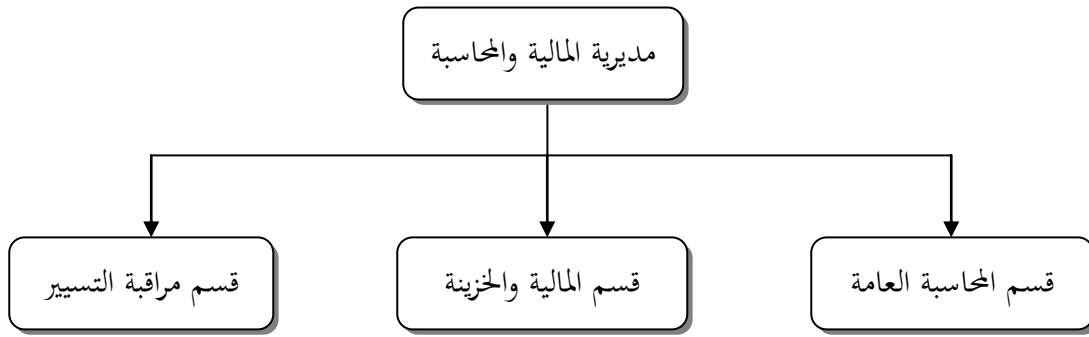 مديرية المالية والمحاسبة
قسم المحاسبة العامة
قسم المالية والخزينة
قسم مراقبة التسيير